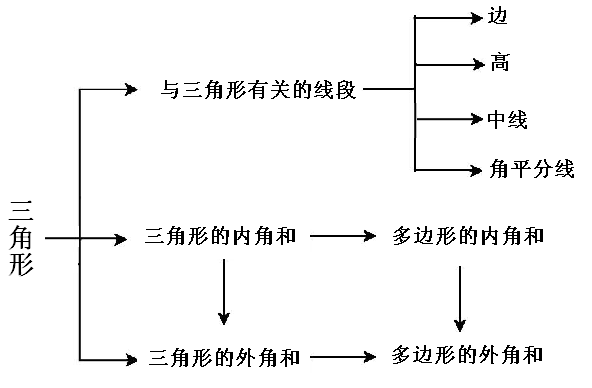 边
高
与三角形有关的线段
中线
角平分线
三角形
三角形的内角和
多边形的内角和
三角形的外角和
多边形的外角和